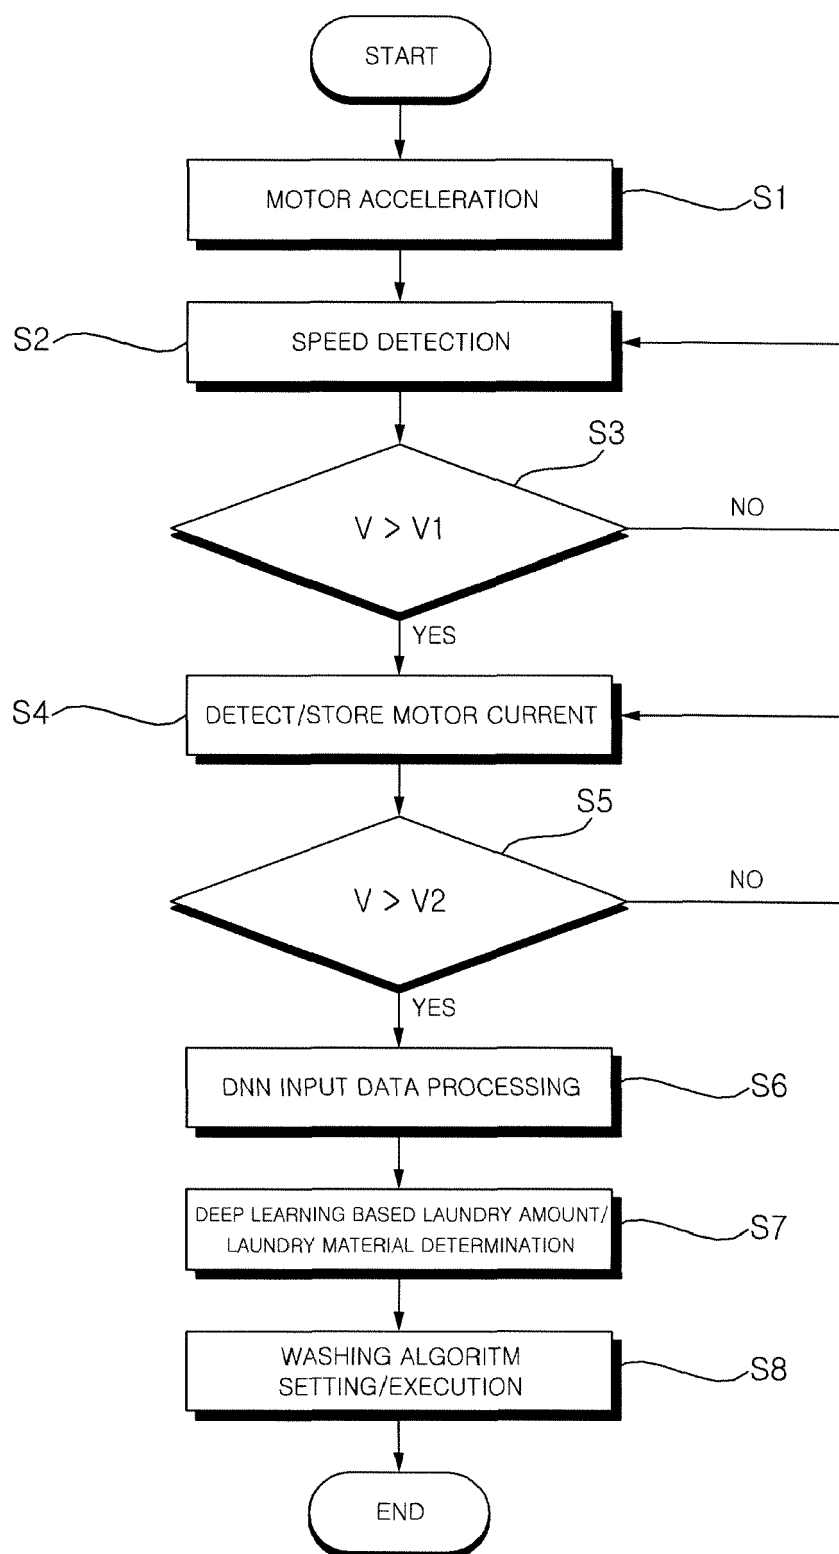 START
MOTOR ACCELERATION
S1
S2
SPEED DETECTION
S3
V > V1
NO
YES
S4
DETECT/STORE MOTOR CURRENT
S5
V > V2
NO
YES
DNN INPUT DATA PROCESSING
S6
DEEP LEARNING BASED LAUNDRY AMOUNT/
LAUNDRY MATERIAL DETERMINATION
S7
WASHING ALGORITM
SETTING/EXECUTION
S8
END